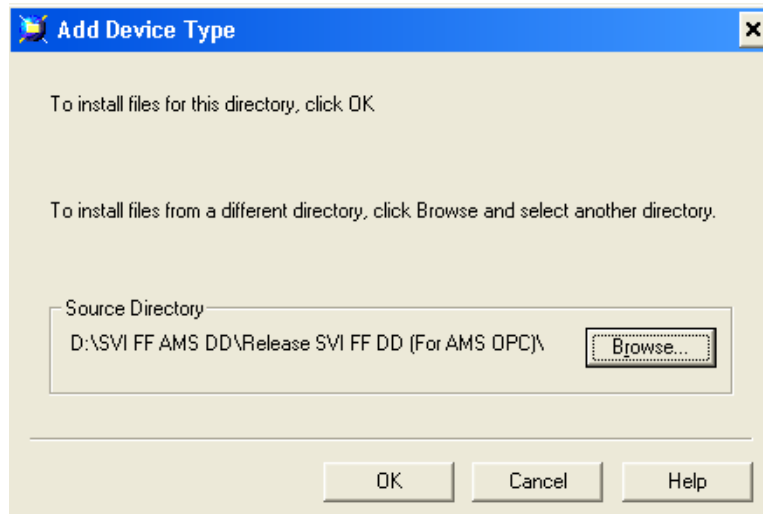 Add Device Type
To install files for this directory, click OK
To install files from a different directory, click Browse and select another directory.
Source Directory
D:\SVI FF AMS DD\Release SVI FF DD (For AMS OPC)\
Browse...
OK
Cancel
Help